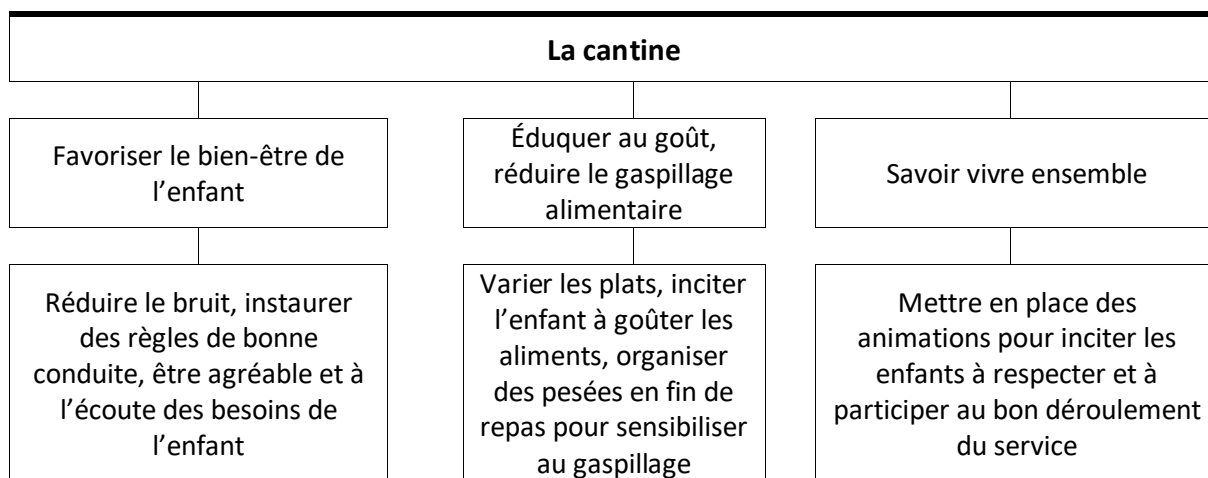 La cantine
Favoriser le bien-être de
l’enfant
Éduquer au goût,
réduire le gaspillage
alimentaire
Savoir vivre ensemble
Réduire le bruit, instaurer
des règles de bonne
conduite, être agréable et à
l’écoute des besoins de
l’enfant
Varier les plats, inciter
l’enfant à goûter les
aliments, organiser
des pesées en fin de
repas pour sensibiliser
au gaspillage
Mettre en place des
animations pour inciter les
enfants à respecter et à
participer au bon déroulement
du service